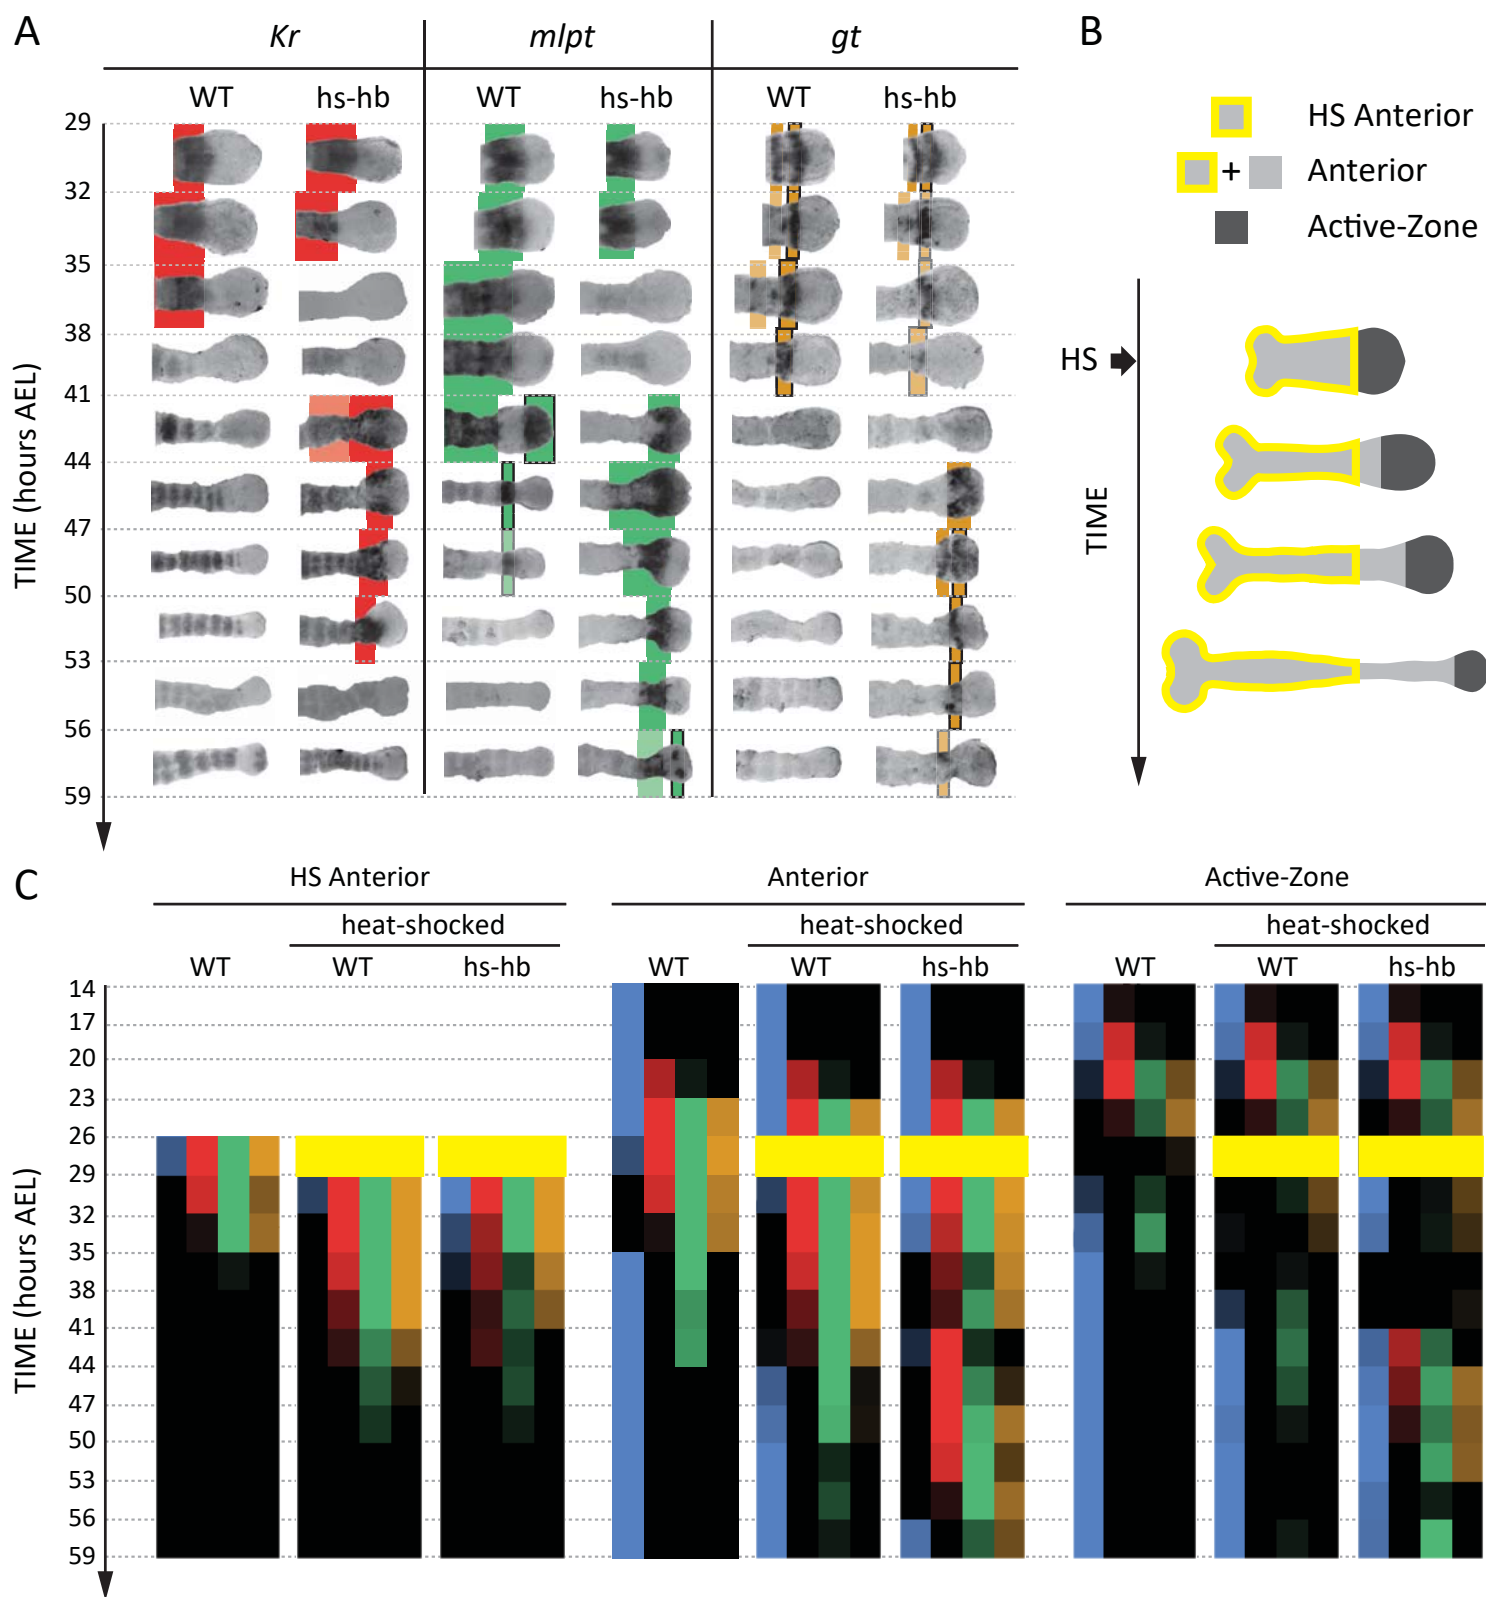 A
Kr mlpt gt
WT hs-hb WT hs-hb WT hs-hb
29
32
35
38
41
44
47
50
53
56
59
TIME (hours AEL)
B
HS Anterior
+ Anterior
Active-Zone
HS
TIME
C
HS Anterior Anterior Active-Zone
heat-shocked heat-shocked heat-shocked
WT WT hs-hb WT WT hs-hb WT WT hs-hb
14
17
20
23
26
29
32
35
38
41
44
47
50
53
56
59
TIME (hours AEL)